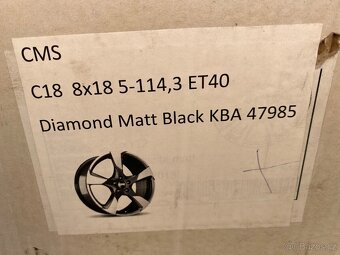 CMS
C18 8x18 5-114,3 ET40
Diamond Matt Black KBA 47985